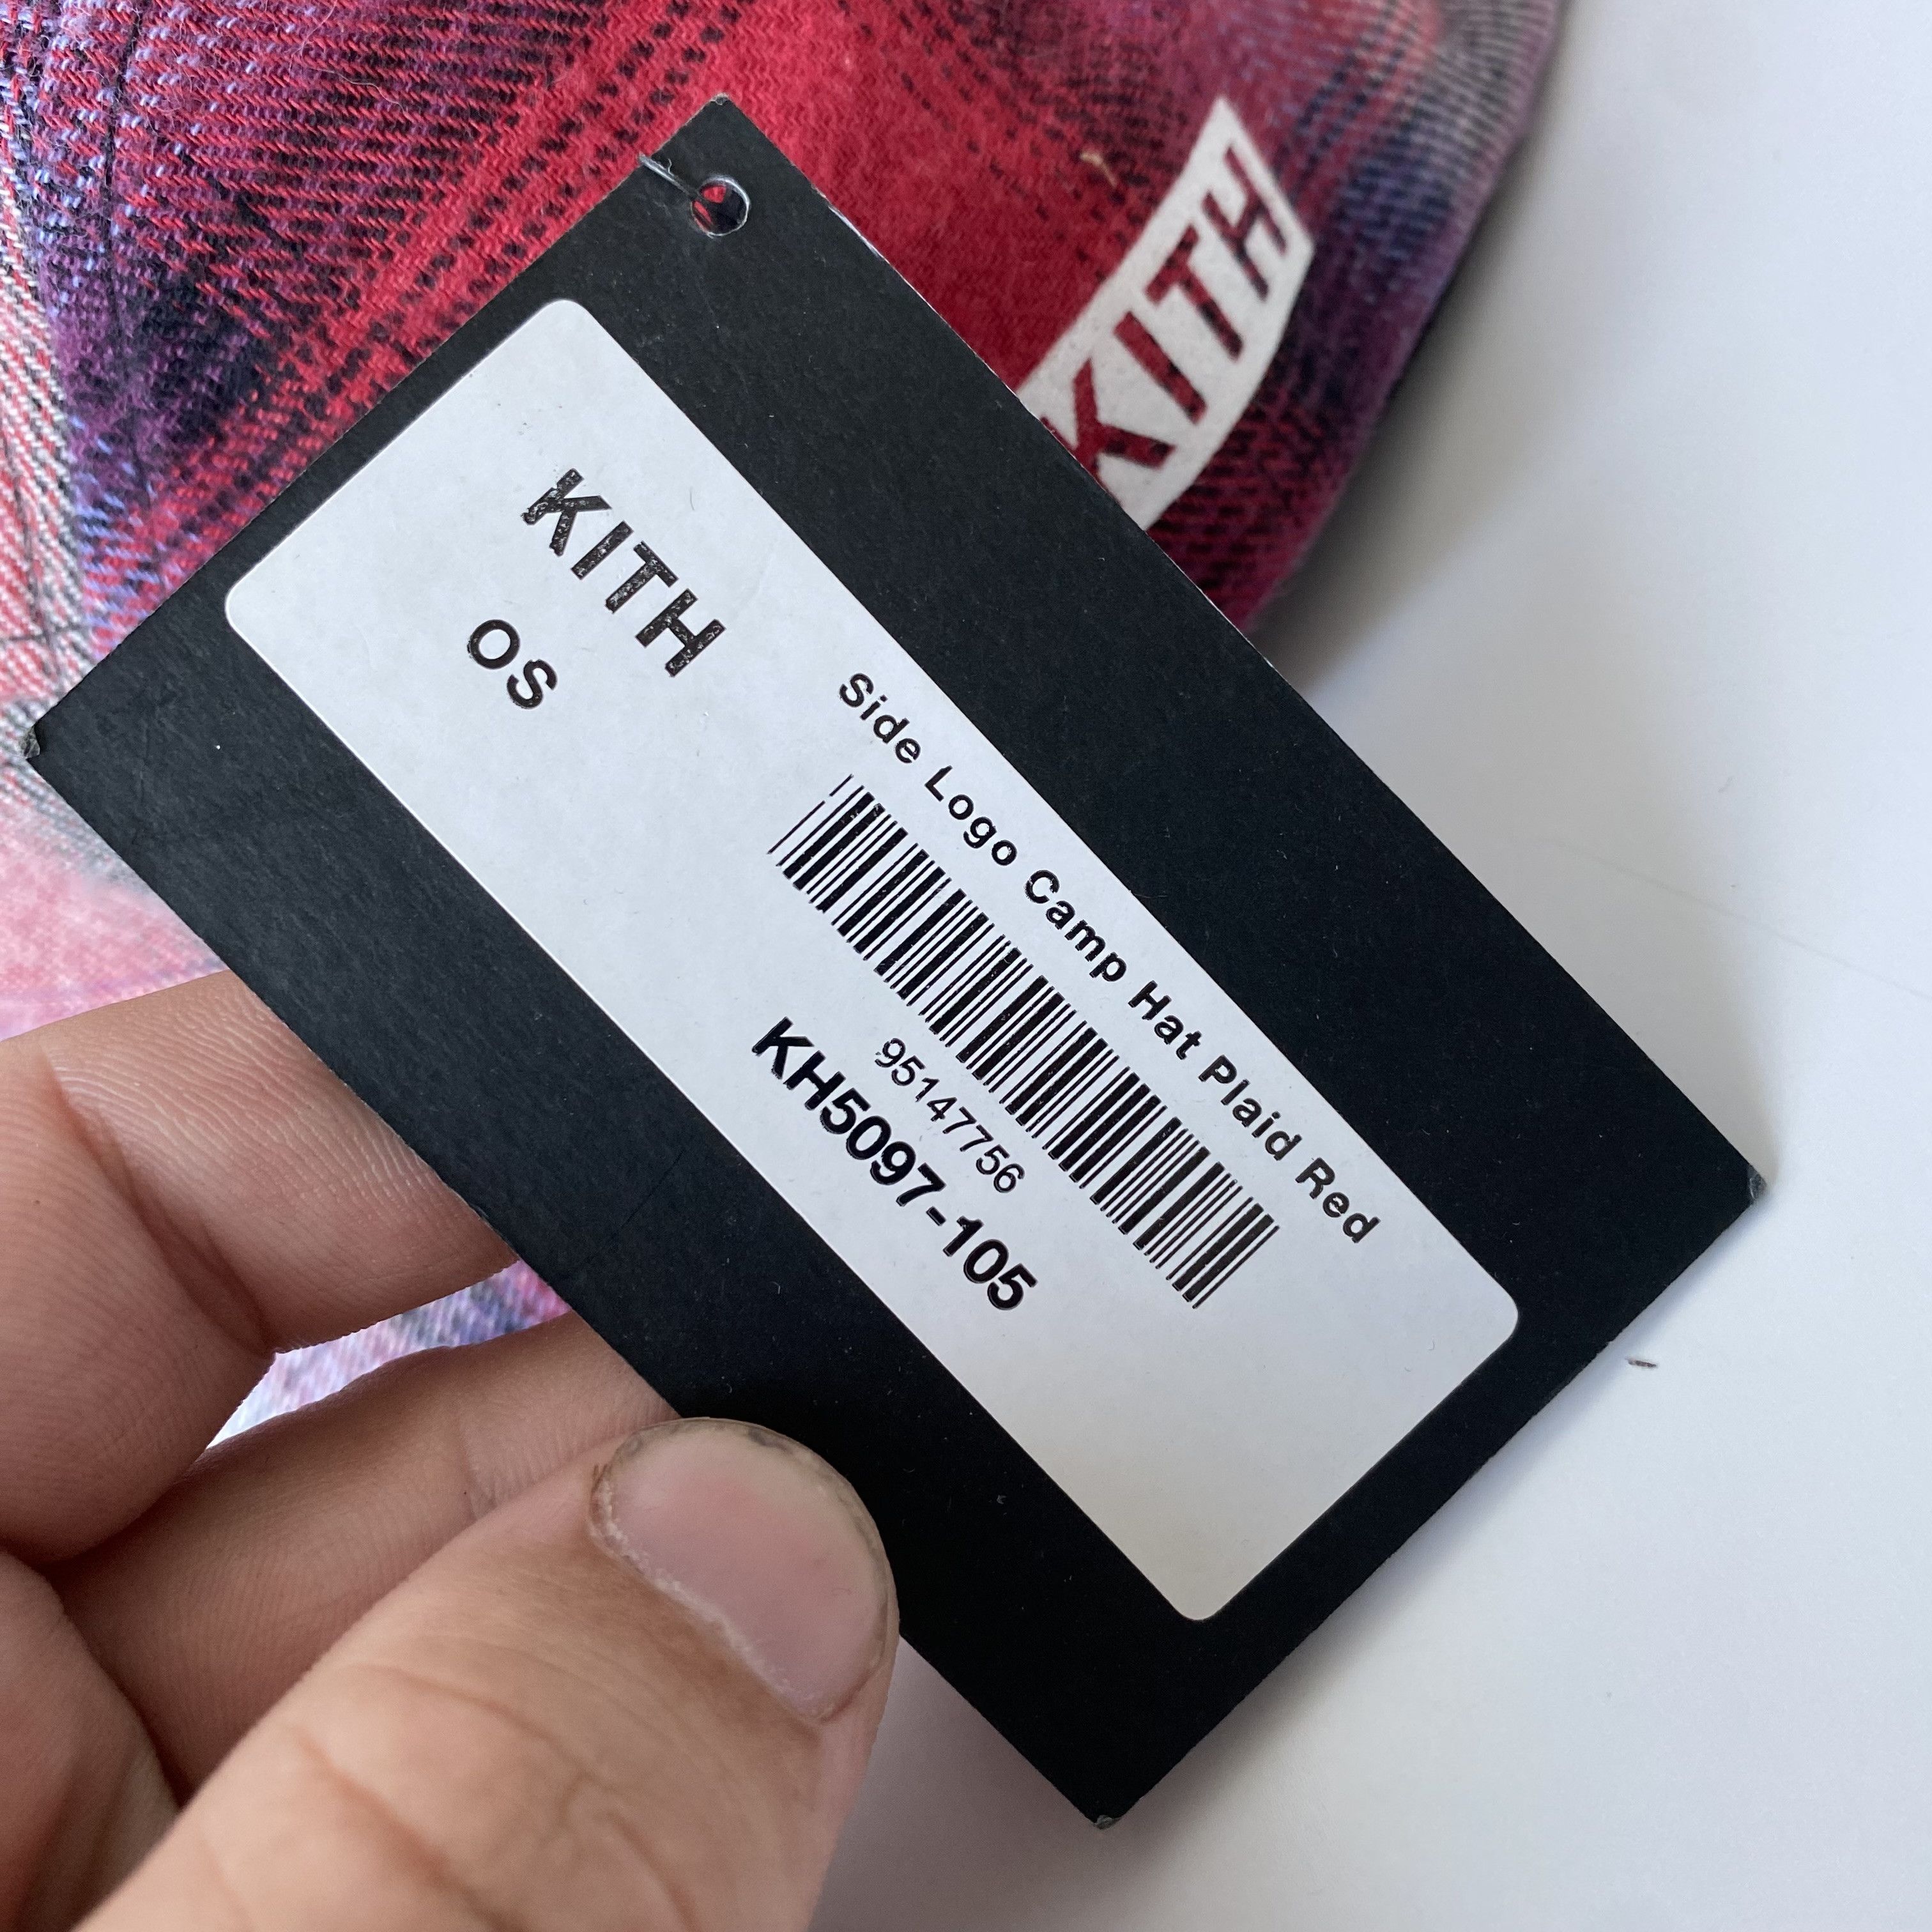 KITH
KITH
OS
Side Logo Camp Hat Plaid Red
95147756
KH5097-105